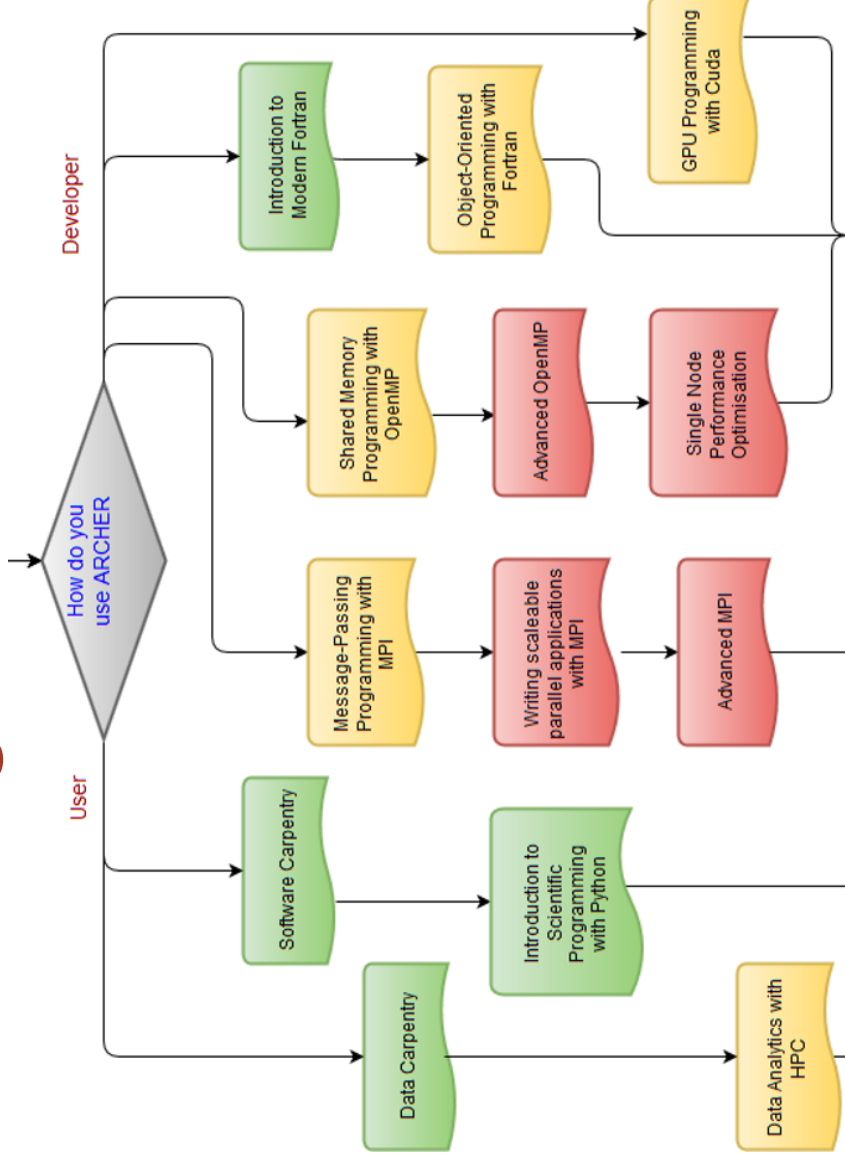 How do you
use ARCHER
User
Developer
Data Carpentry
Data Analytics with
HPC
Software Carpentry
Introduction to
Scientific
Programming
with Python
Message-Passing
Programming with
MPI
Writing scaleable
parallel applications
with MPI
Advanced MPI
Shared Memory
Programming with
OpenMP
Advanced OpenMP
Single Node
Performance
Optimisation
Introduction to
Modern Fortran
Object-Oriented
Programming with
Fortran
GPU Programming
with Cuda